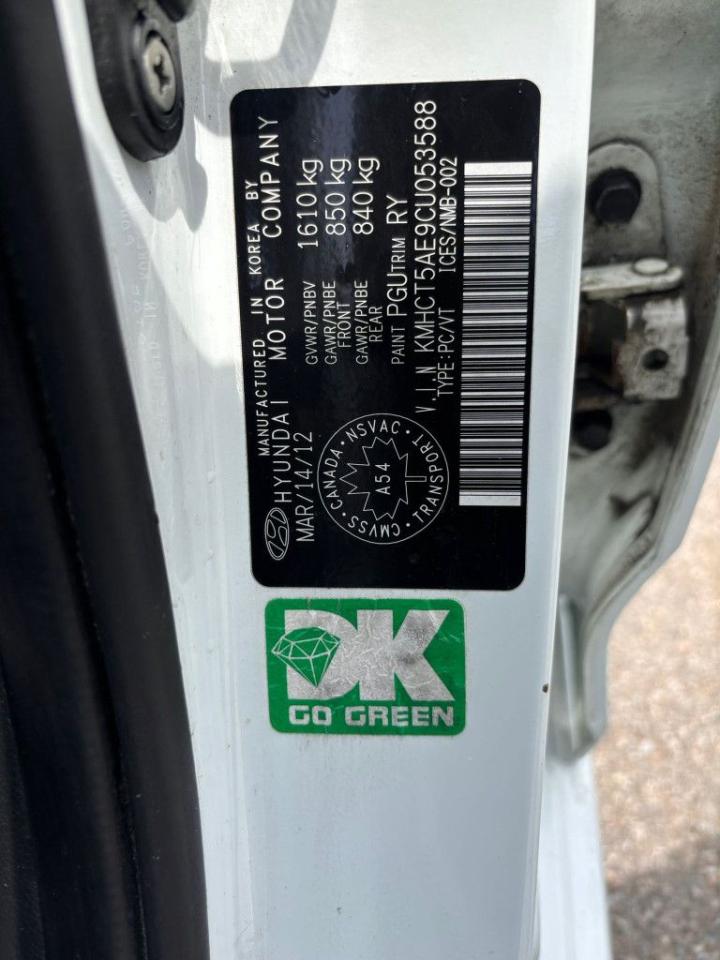 MANUFACTURED IN KOREA BY
HYUNDAI MOTOR COMPANY
MAR/14/12
GVWR/PNBV 1610 kg
GAWR/PNBE FRONT 850 kg
GAWR/PNBE REAR 840 kg
PAINT PGU TRIM RY
V.I.N KMHCT5AE9CU053588
TYPE:PC/VT ICES/NMB-002
CANADA · NSVAC · TRANSPORT · CMVSS ·
A54
DK
GO GREEN